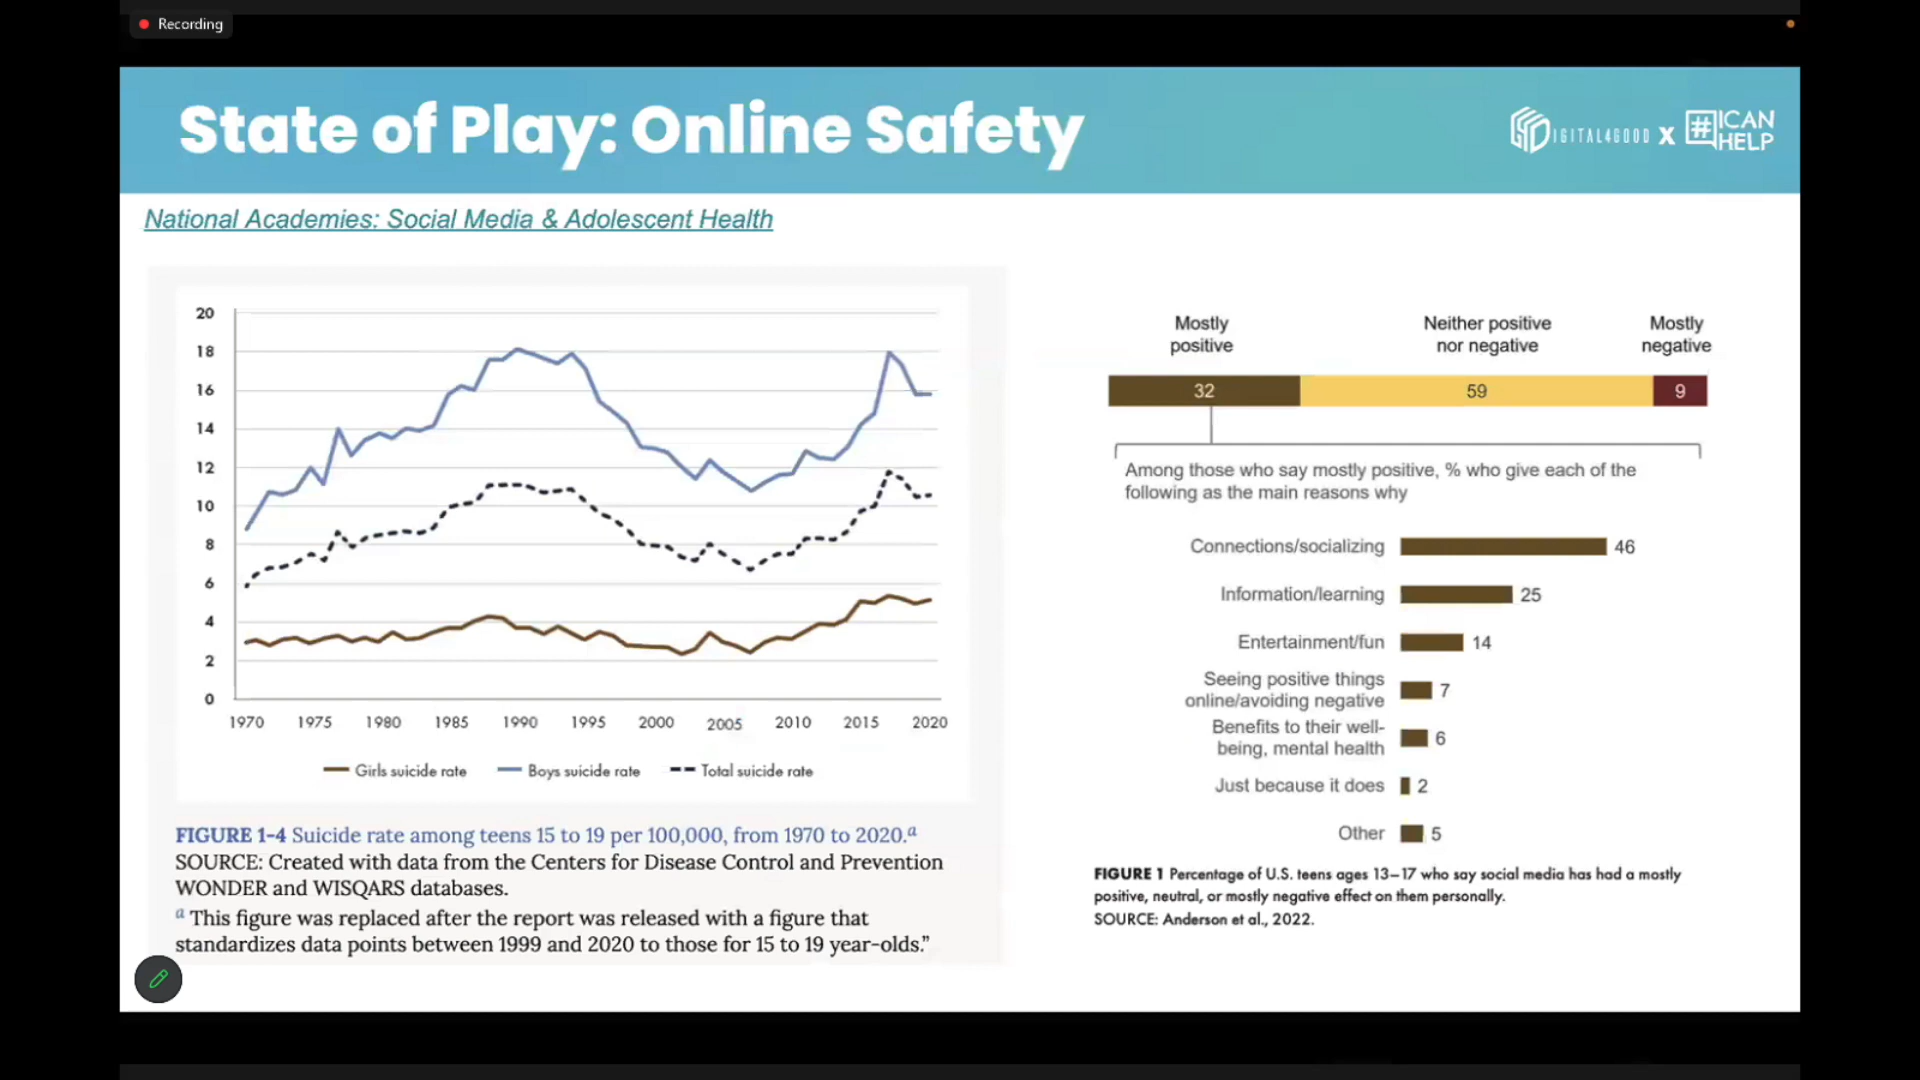 Recording
State of Play: Online Safety
DIGITAL4GOOD X #ICAN
HELP
National Academies: Social Media & Adolescent Health
20
18
16
14
12
10
8
6
4
2
0
1970 1975 1980 1985 1990 1995 2000 2005 2010 2015 2020
Girls suicide rate Boys suicide rate Total suicide rate
FIGURE 1-4 Suicide rate among teens 15 to 19 per 100,000, from 1970 to 2020.a
SOURCE: Created with data from the Centers for Disease Control and Prevention
WONDER and WISQARS databases.
a This figure was replaced after the report was released with a figure that
standardizes data points between 1999 and 2020 to those for 15 to 19 year-olds.”
Mostly
positive
Neither positive
nor negative
Mostly
negative
32 59 9
Among those who say mostly positive, % who give each of the
following as the main reasons why
Connections/socializing 46
Information/learning 25
Entertainment/fun 14
Seeing positive things
online/avoiding negative 7
Benefits to their well-
being, mental health 6
Just because it does 2
Other 5
FIGURE 1 Percentage of U.S. teens ages 13–17 who say social media has had a mostly
positive, neutral, or mostly negative effect on them personally.
SOURCE: Anderson et al., 2022.